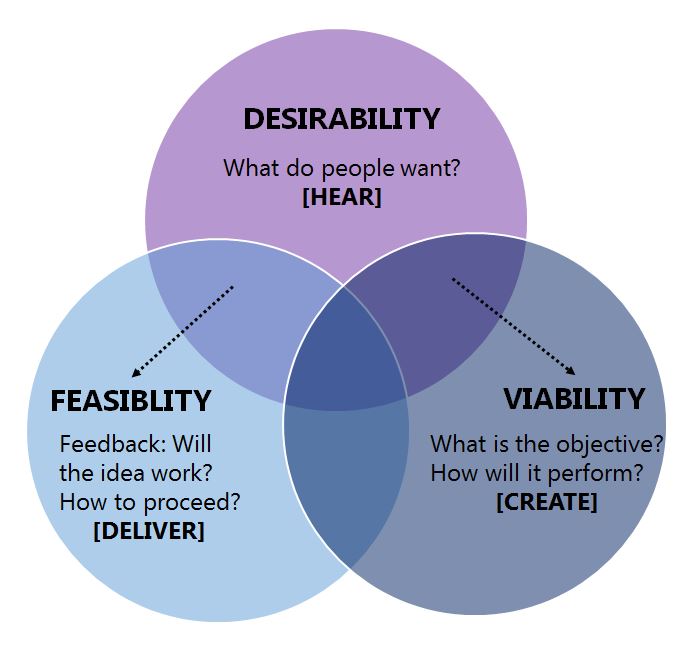 DESIRABILITY
What do people want?
[HEAR]
FEASIBLITY
Feedback: Will
the idea work?
How to proceed?
[DELIVER]
VIABILITY
What is the objective?
How will it perform?
[CREATE]